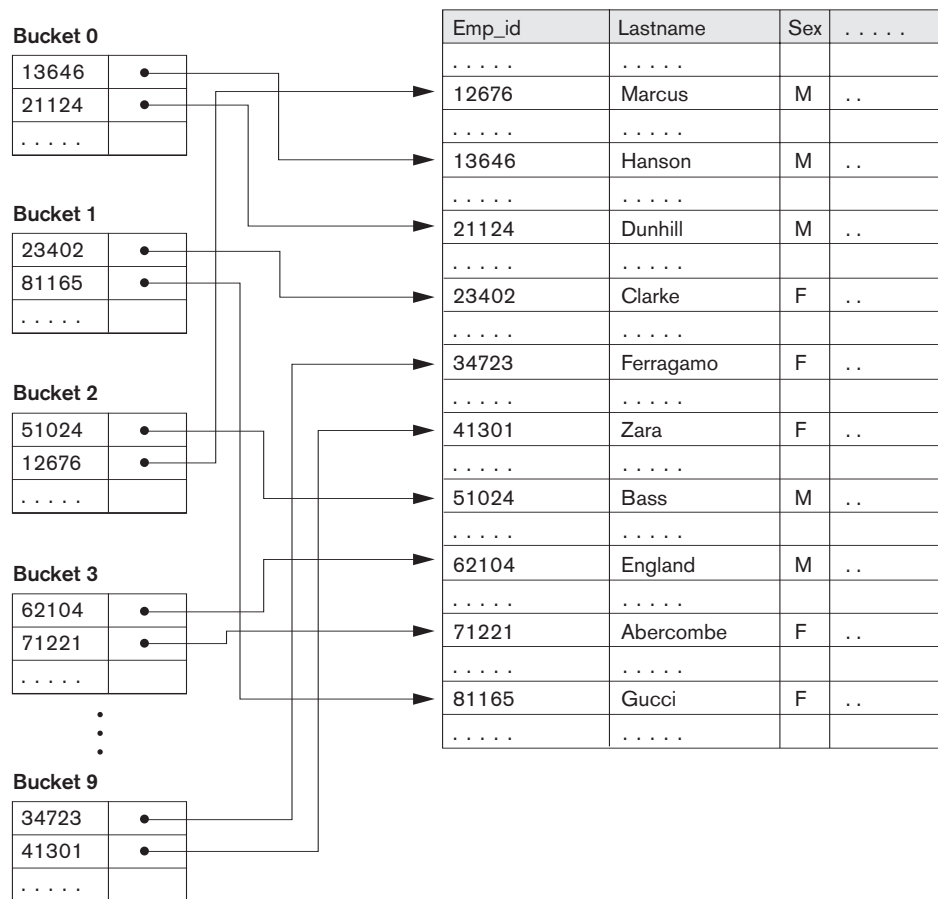 Bucket 0
13646
21124
. . . . .
Bucket 1
23402
81165
. . . . .
Bucket 2
51024
12676
. . . . .
Bucket 3
62104
71221
. . . . .
Bucket 9
34723
41301
. . . . .
Emp_id Lastname Sex . . . . .
. . . . . . . . . .
12676 Marcus M . .
. . . . . . . . . .
13646 Hanson M . .
. . . . . . . . . .
21124 Dunhill M . .
. . . . . . . . . .
23402 Clarke F . .
. . . . . . . . . .
34723 Ferragamo F . .
. . . . . . . . . .
41301 Zara F . .
. . . . . . . . . .
51024 Bass M . .
. . . . . . . . . .
62104 England M . .
. . . . . . . . . .
71221 Abercombe F . .
. . . . . . . . . .
81165 Gucci F . .
. . . . . . . . . .